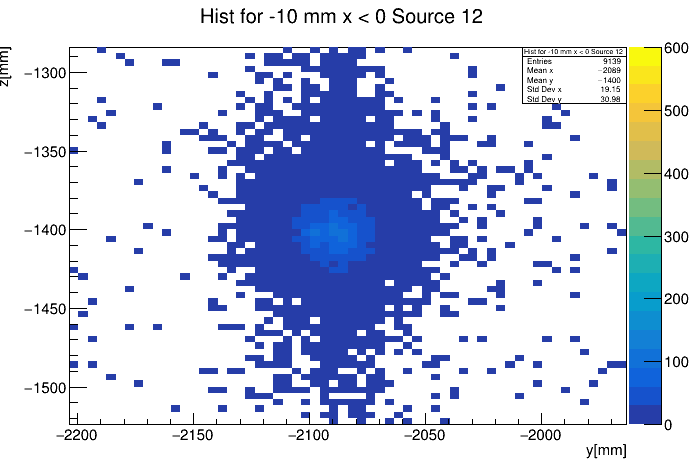 Hist for -10 mm x < 0 Source 12
z[mm]
Hist for -10 mm x < 0 Source 12
Entries 9139
Mean x −2089
Mean y −1400
Std Dev x 19.15
Std Dev y 30.98
−1300
−1350
−1400
−1450
−1500
−2200 −2150 −2100 −2050 −2000
y[mm]
600
500
400
300
200
100
0